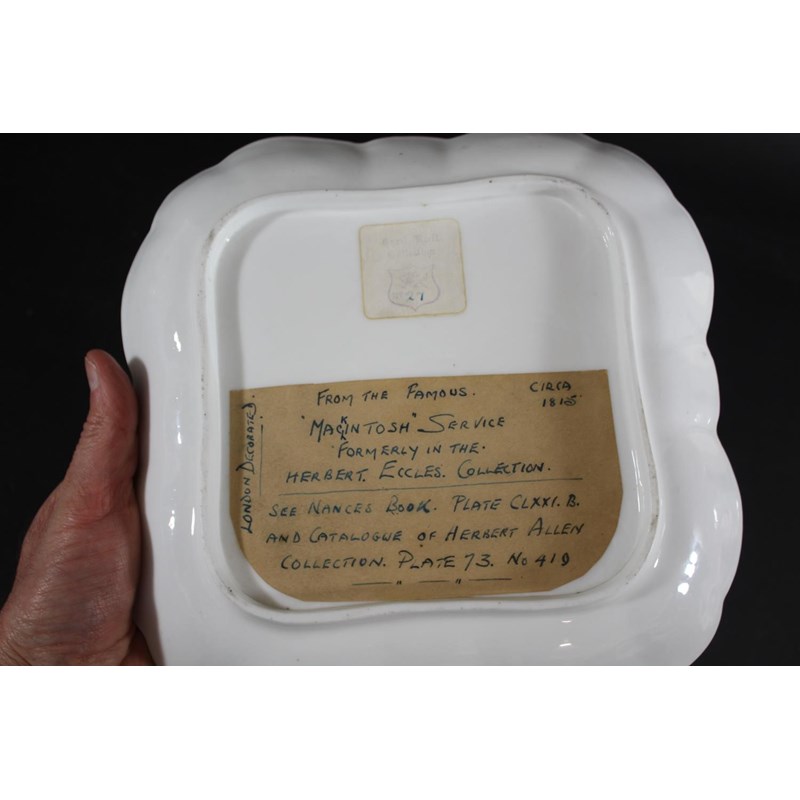 27
FROM THE FAMOUS.
CIRCA
1815
"MACKINTOSH" SERVICE
FORMERLY IN THE.
HERBERT. ECCLES. COLLECTION.
SEE NANCES BOOK. PLATE CLXXI. B.
AND CATALOGUE OF HERBERT ALLEN
COLLECTION. PLATE 73. No 419
LONDON DECORATED.